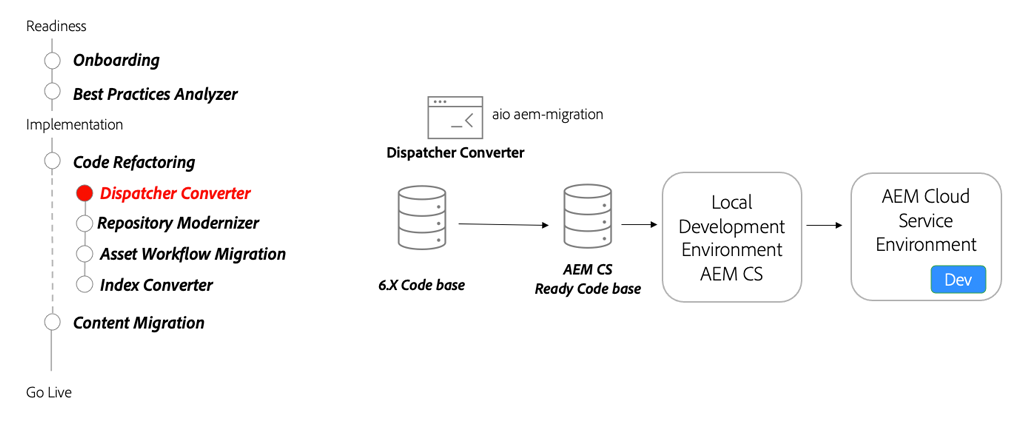 Readiness
Onboarding
Best Practices Analyzer
Implementation
Code Refactoring
Dispatcher Converter
Repository Modernizer
Asset Workflow Migration
Index Converter
Content Migration
Go Live
aio aem-migration
Dispatcher Converter
6.X Code base
AEM CS
Ready Code base
Local
Development
Environment
AEM CS
AEM Cloud
Service
Environment
Dev